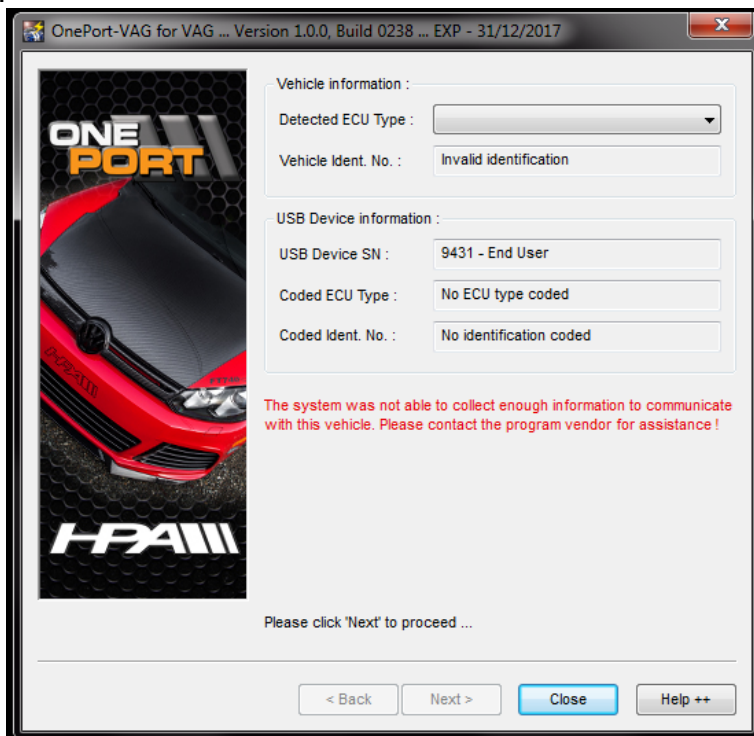 OnePort-VAG for VAG ... Version 1.0.0, Build 0238 ... EXP - 31/12/2017
ONE
PORT
HPA
Vehicle information :
Detected ECU Type :
Vehicle Ident. No. : Invalid identification
USB Device information :
USB Device SN : 9431 - End User
Coded ECU Type : No ECU type coded
Coded Ident. No. : No identification coded
The system was not able to collect enough information to communicate
with this vehicle. Please contact the program vendor for assistance !
Please click 'Next' to proceed ...
< Back Next > Close Help ++